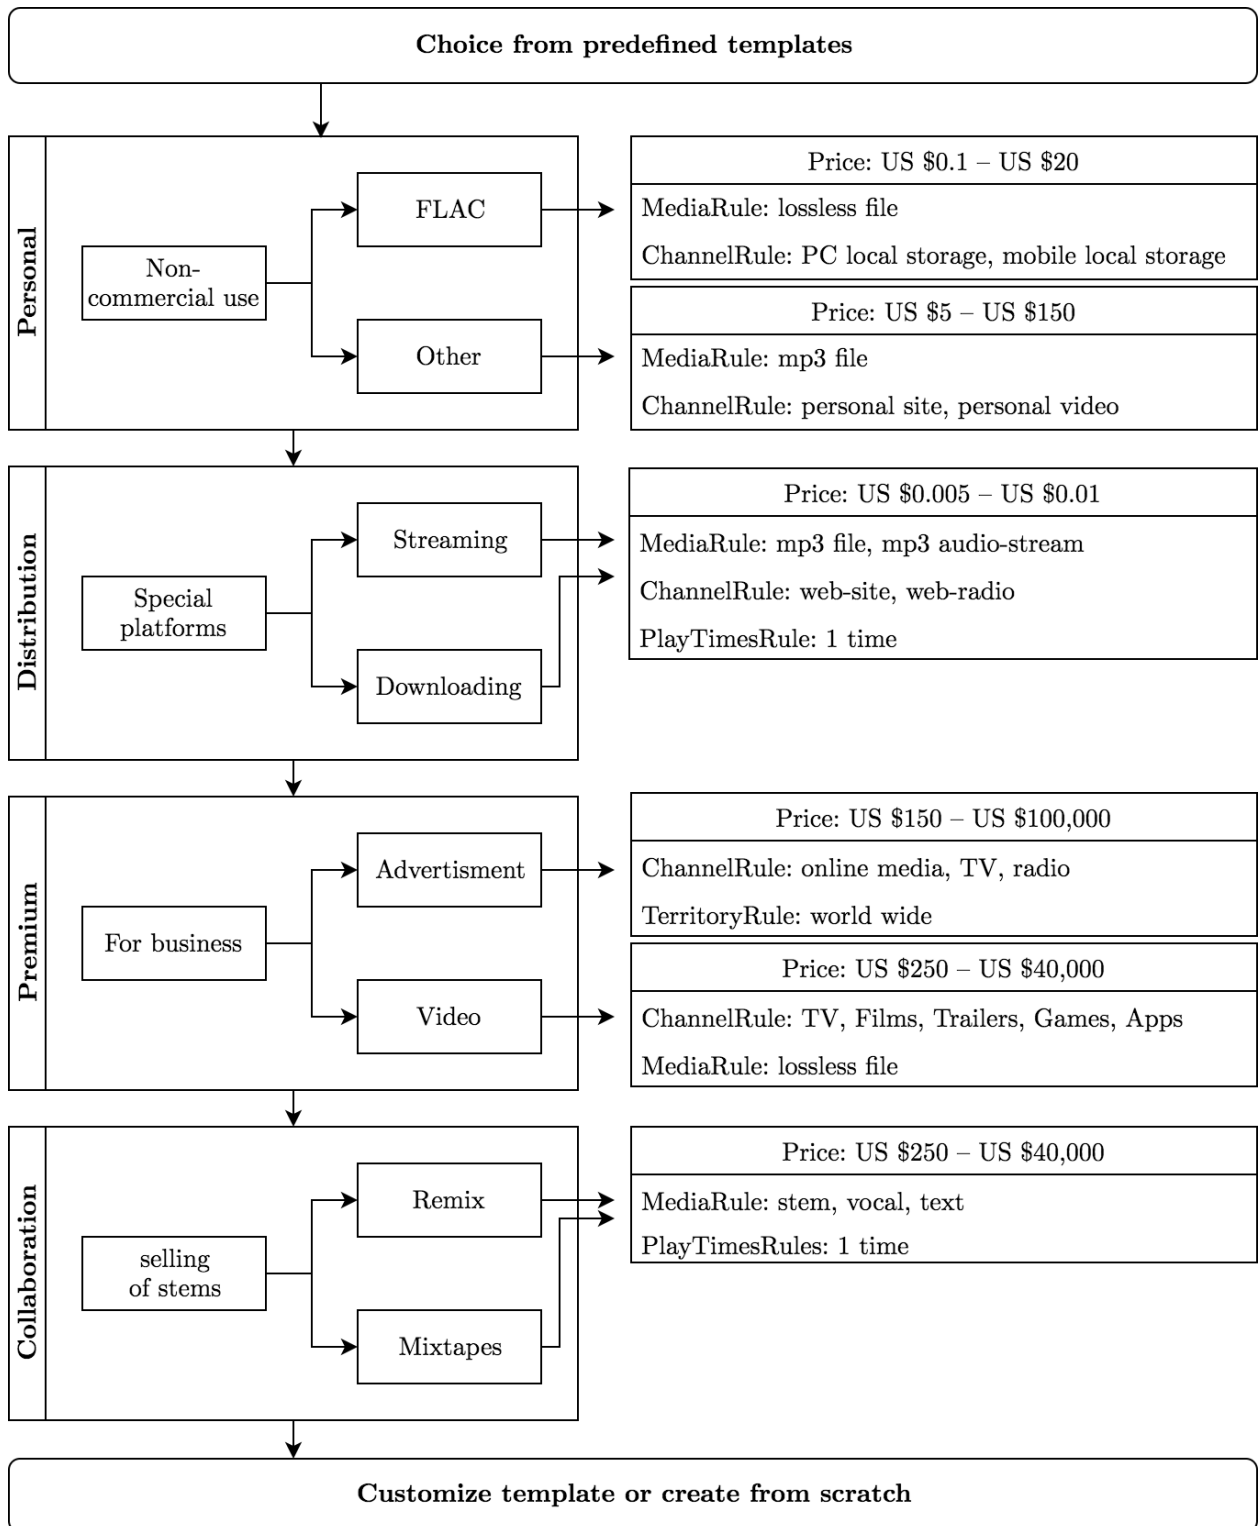 Choice from predefined templates
Personal
Non-
commercial use
FLAC
Other
Price: US $0.1 – US $20
MediaRule: lossless file
ChannelRule: PC local storage, mobile local storage
Price: US $5 – US $150
MediaRule: mp3 file
ChannelRule: personal site, personal video
Distribution
Special
platforms
Streaming
Downloading
Price: US $0.005 – US $0.01
MediaRule: mp3 file, mp3 audio-stream
ChannelRule: web-site, web-radio
PlayTimesRule: 1 time
Premium
For business
Advertisment
Video
Price: US $150 – US $100,000
ChannelRule: online media, TV, radio
TerritoryRule: world wide
Price: US $250 – US $40,000
ChannelRule: TV, Films, Trailers, Games, Apps
MediaRule: lossless file
Collaboration
selling
of stems
Remix
Mixtapes
Price: US $250 – US $40,000
MediaRule: stem, vocal, text
PlayTimesRules: 1 time
Customize template or create from scratch